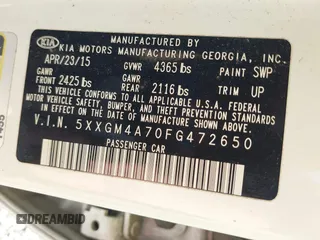 MANUFACTURED BY
KIA KIA MOTORS MANUFACTURING GEORGIA, INC.
APR/23/15 GVWR 4365 lbs PAINT SWP
GAWR FRONT 2425 lbs GAWR REAR 2116 lbs TRIM UP
THIS VEHICLE CONFORMS TO ALL APPLICABLE
U.S. FEDERAL MOTOR VEHICLE SAFETY,
BUMPER, AND THEFT PREVENTION STANDARDS
IN EFFECT ON THE DATE OF MANUFACTURE
SHOWN ABOVE.
V.I.N. 5XXGM4A70FG472650
PASSENGER CAR
DREAMBID